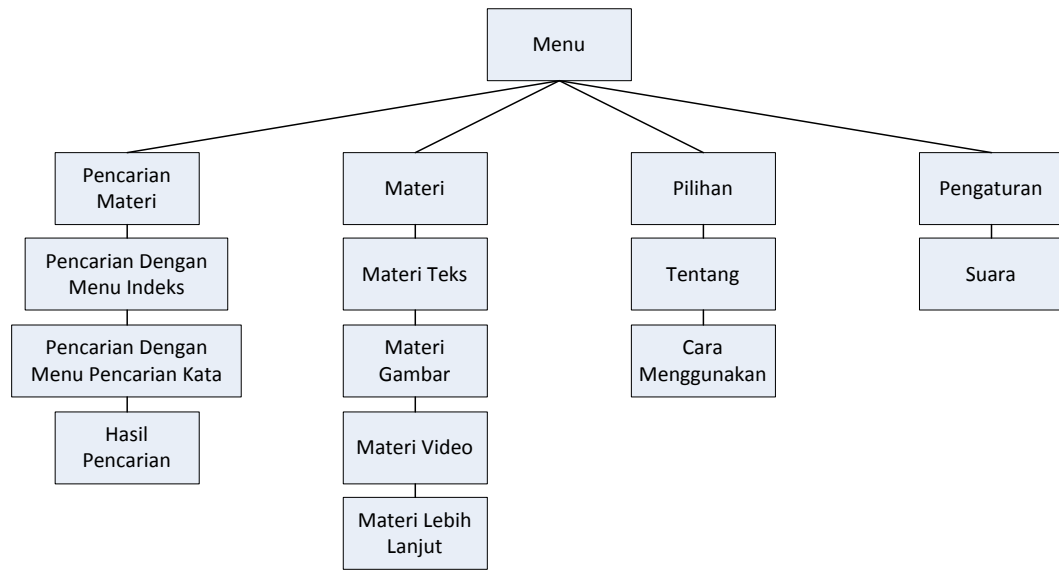 Menu
Pencarian
Materi
Materi
Pilihan
Pengaturan
Pencarian Dengan
Menu Indeks
Materi Teks
Tentang
Suara
Pencarian Dengan
Menu Pencarian Kata
Materi
Gambar
Cara
Menggunakan
Hasil
Pencarian
Materi Video
Materi Lebih
Lanjut